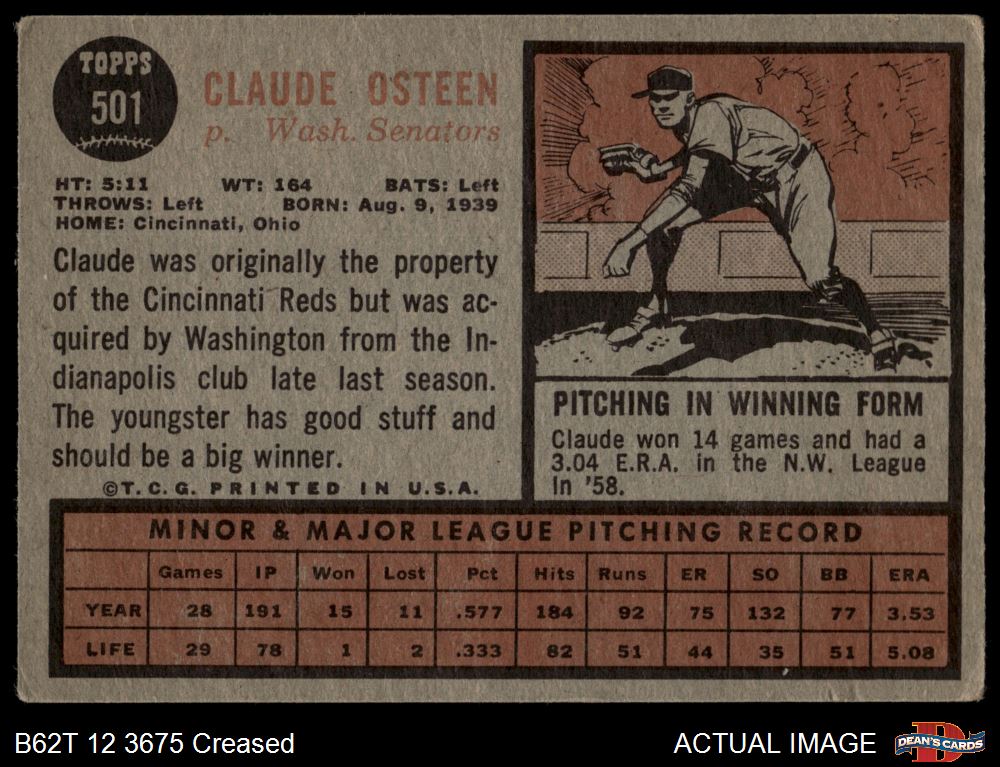 TOPPS
501
CLAUDE OSTEEN
p. Wash. Senators
HT: 5:11 WT: 164 BATS: Left
THROWS: Left BORN: Aug. 9, 1939
HOME: Cincinnati, Ohio
Claude was originally the property
of the Cincinnati Reds but was ac-
quired by Washington from the In-
dianapolis club late last season.
The youngster has good stuff and
should be a big winner.
©T.C.G. PRINTED IN U.S.A.
PITCHING IN WINNING FORM
Claude won 14 games and had a
3.04 E.R.A. in the N.W. League
in '58.
MINOR & MAJOR LEAGUE PITCHING RECORD
Games IP Won Lost Pct Hits Runs ER SO BB ERA
YEAR 28 191 15 11 .577 184 92 75 132 77 3.53
LIFE 29 78 1 2 .333 82 51 44 35 51 5.08
B62T 12 3675 Creased
ACTUAL IMAGE
D
DEAN'S CARDS